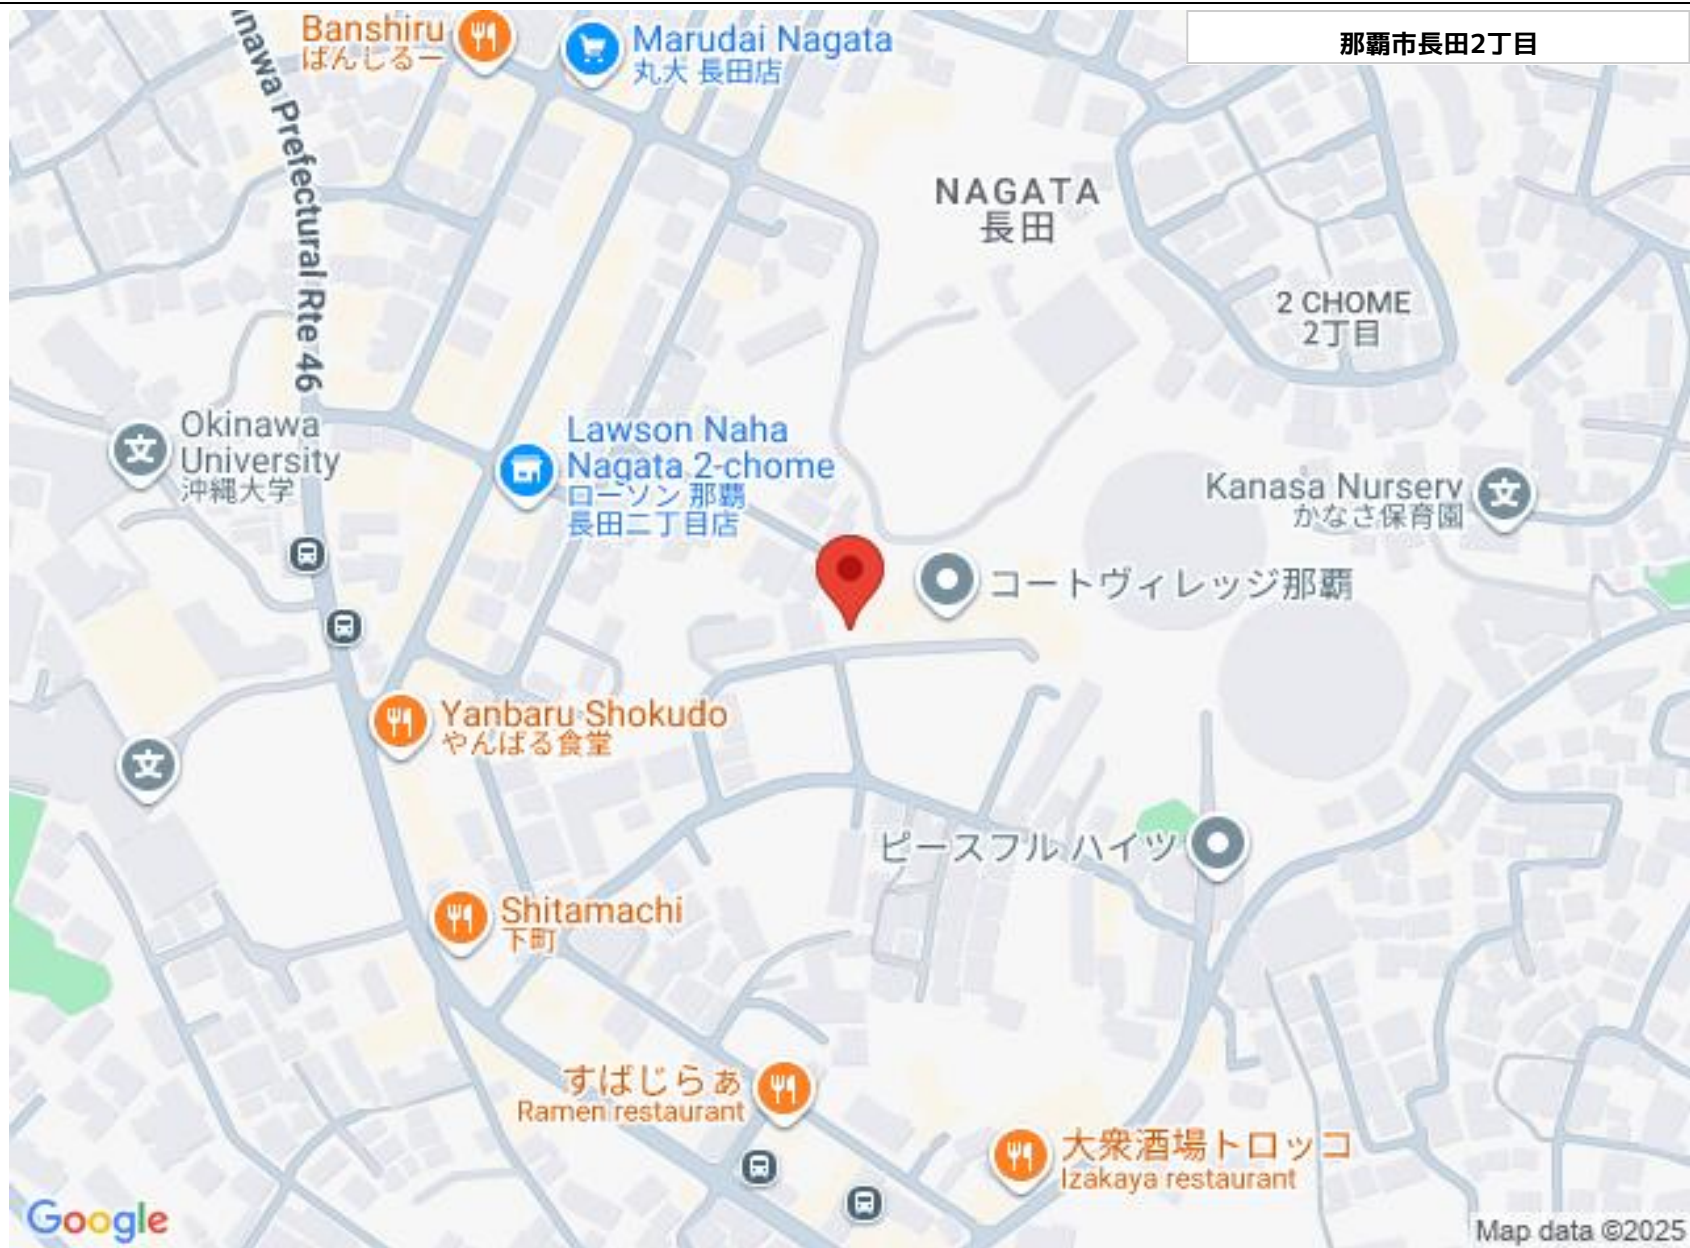 Banshiru
ばんしるー
Marudai Nagata
丸大 長田店
那覇市長田2丁目
inawa Prefectural Rte 46
NAGATA
長田
2 CHOME
2丁目
Okinawa
University
沖縄大学
Lawson Naha
Nagata 2-chome
ローソン 那覇
長田二丁目店
Kanasa Nursery
かなさ保育園
コートヴィレッジ那覇
Yanbaru Shokudo
やんばる食堂
ピースフルハイツ
Shitamachi
下町
すばじらぁ
Ramen restaurant
大衆酒場トロッコ
Izakaya restaurant
Google
Map data ©2025